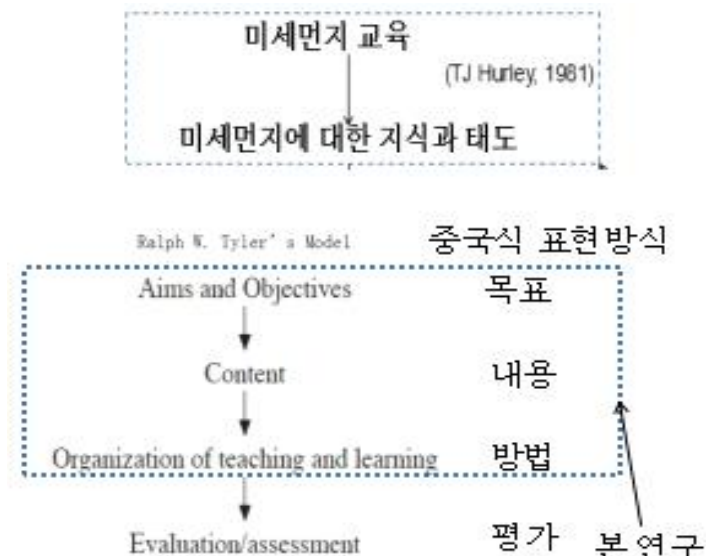 미세먼지 교육
(TJ Hurley, 1981)
미세먼지에 대한 지식과 태도
Ralph W. Tyler's Model 중국식 표현방식
Aims and Objectives 목표
Content 내용
Organization of teaching and learning 방법
Evaluation/assessment 평가 본연구